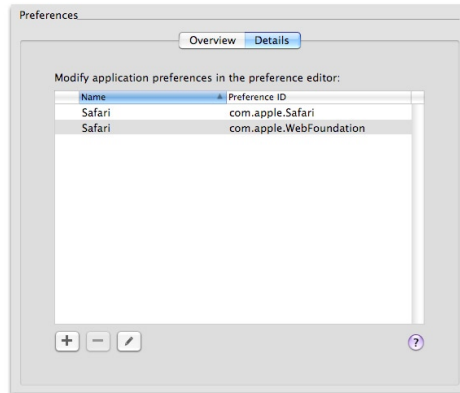 Preferences
Overview Details
Modify application preferences in the preference editor:
Name Preference ID
Safari com.apple.Safari
Safari com.apple.WebFoundation
?